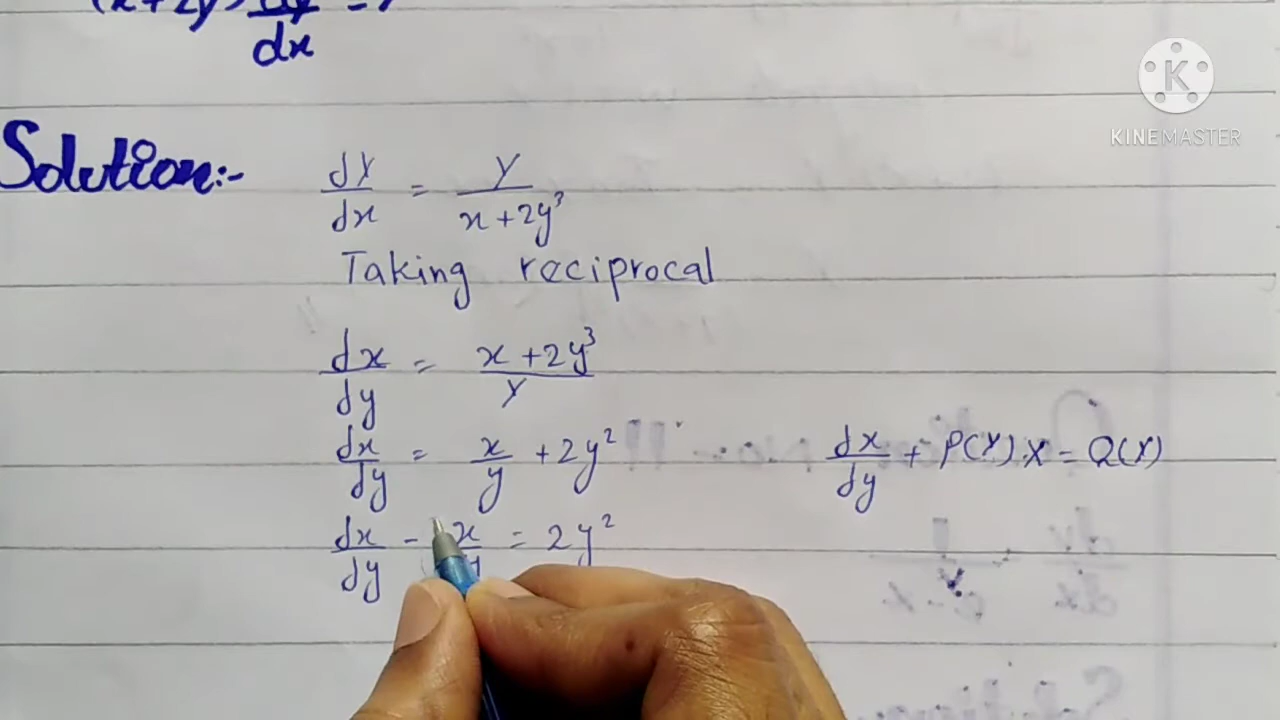 dy
dx
KINEMASTER
Solution:-
dy/dx = y/(x+2y³)
Taking reciprocal
dx/dy = (x+2y³)/y
dx/dy = x/y + 2y²
dx/dy + P(y).x = Q(y)
dx/dy - x/y = 2y²